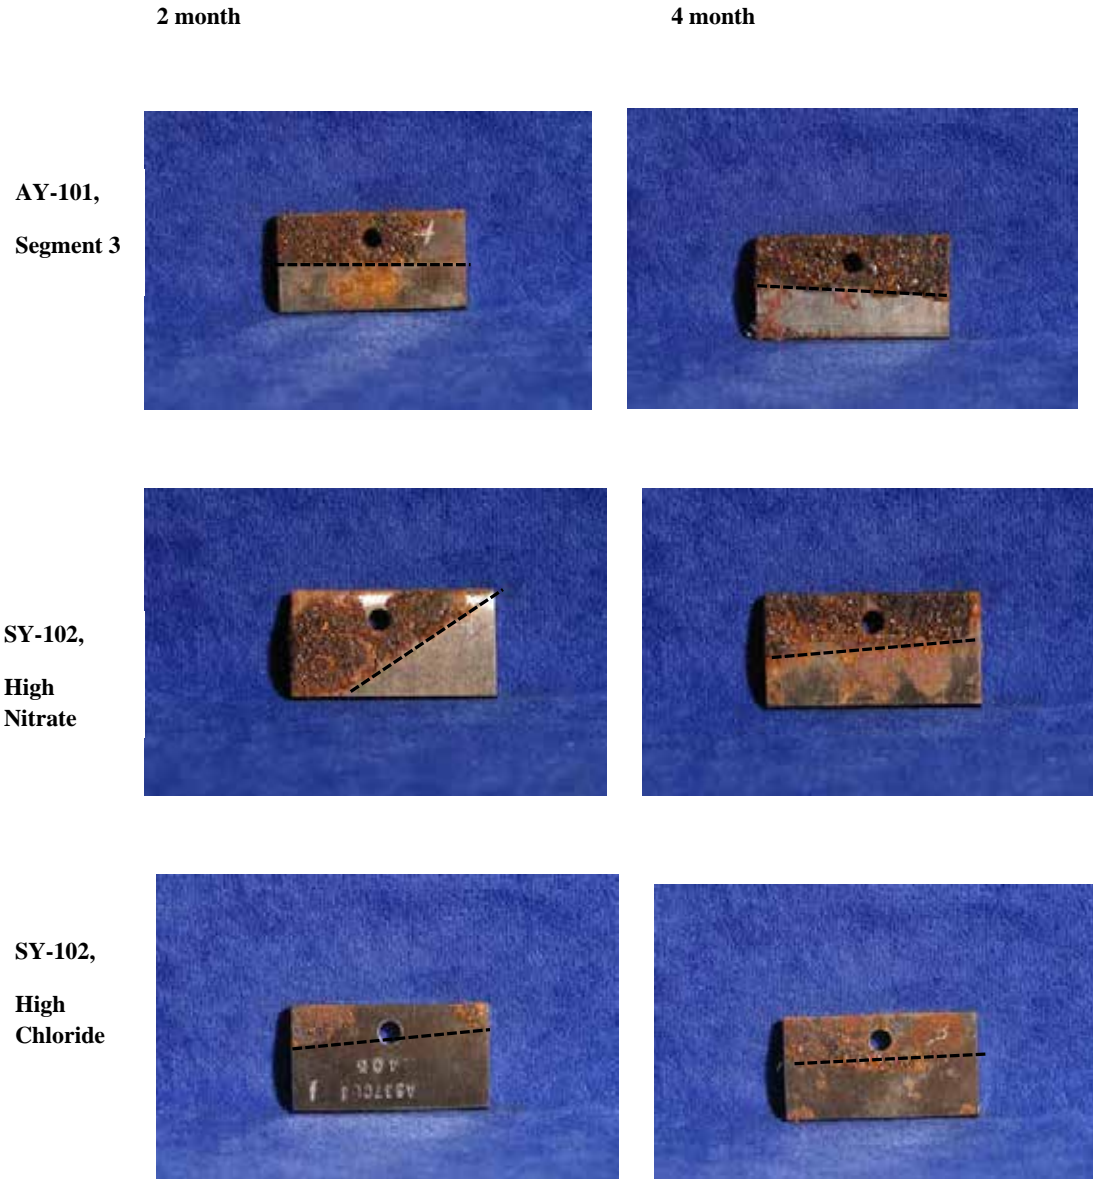 2 month
4 month
AY-101,
Segment 3
SY-102,
High
Nitrate
SY-102,
High
Chloride